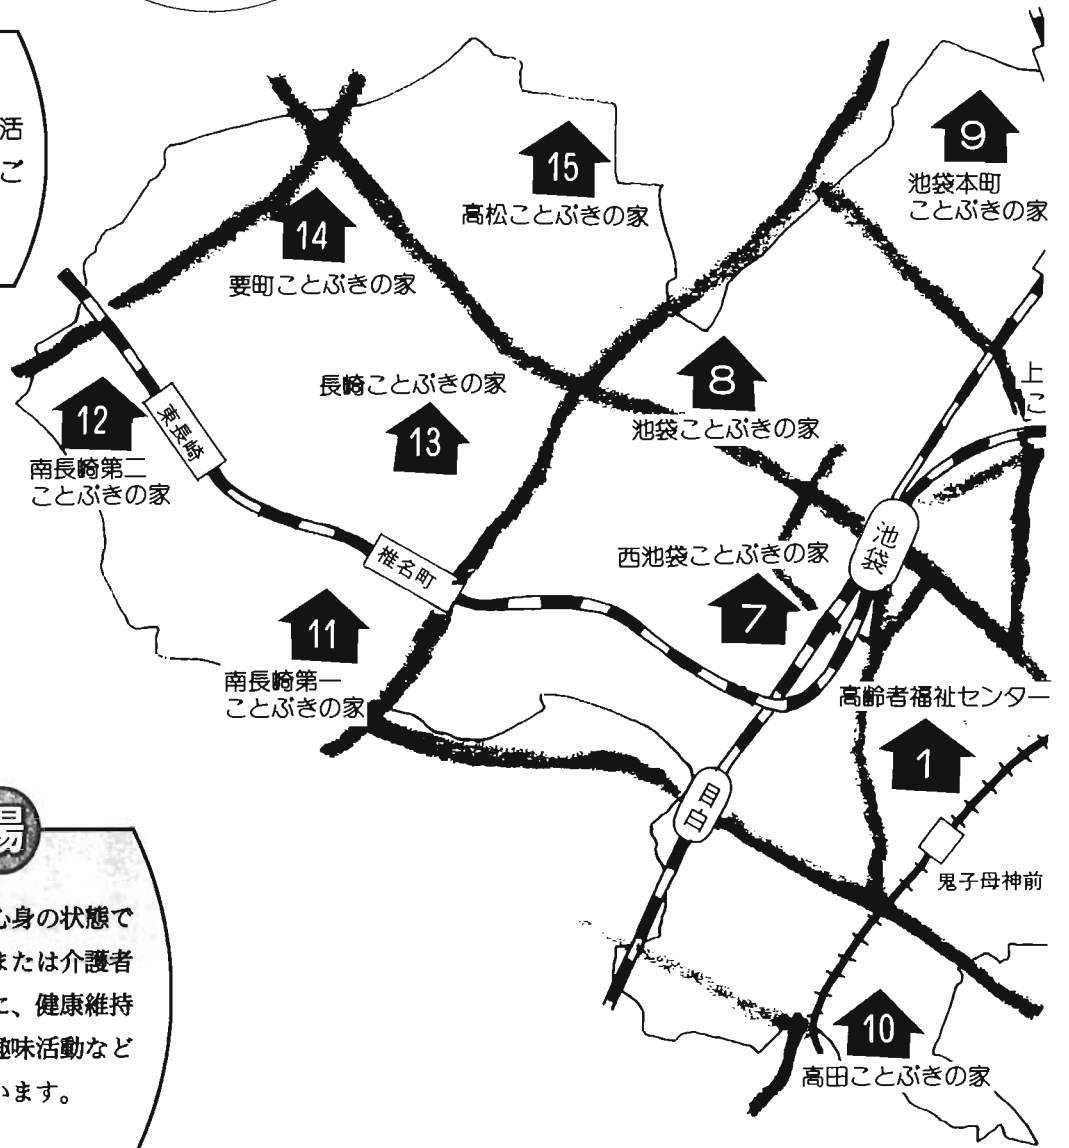 活
ご
9
池袋本町
ことぶきの家
15
高松ことぶきの家
14
要町ことぶきの家
長崎ことぶきの家
13
8
池袋ことぶきの家
上
こ
12
南長崎第二
ことぶきの家
東長崎
椎名町
池袋
西池袋ことぶきの家
7
11
南長崎第一
ことぶきの家
高齢者福祉センター
1
目白
鬼子母神前
10
高田ことぶきの家
場
心身の状態で
または介護者
に、健康維持
趣味活動など
います。